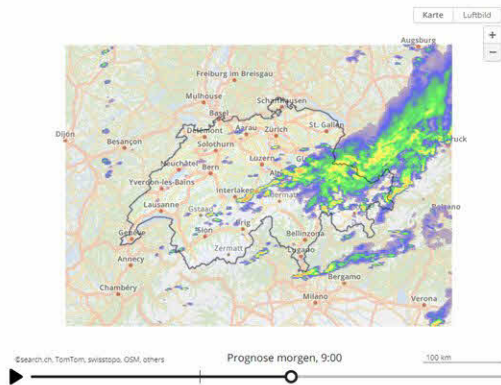 Karte Luftbild
+
−
Augsburg
Freiburg im Breisgau
Mulhouse
Schaffhausen
Basel
Dijon
Delémont
Aarau
Zürich
St. Gallen
Besançon
Solothurn
Neuchâtel
Luzern
Bern
Yverdon-les-Bains
Interlaken
Lausanne
Gstaad
Bolzano
Genève
Sion
Brig
Bellinzona
Zermatt
Lugano
Annecy
Bergamo
Chambéry
Milano
Verona
©search.ch, TomTom, swisstopo, OSM, others
Prognose morgen, 9:00
100 km